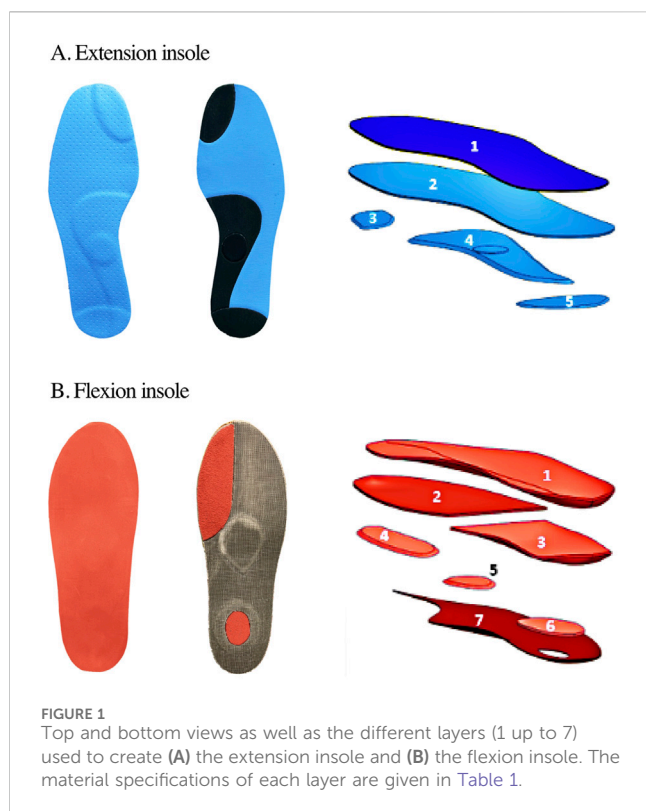 A. Extension insole
1
2
3
4
5
B. Flexion insole
1
2
3
4
5
6
7
FIGURE 1
Top and bottom views as well as the different layers (1 up to 7)
used to create (A) the extension insole and (B) the flexion insole. The
material specifications of each layer are given in Table 1.